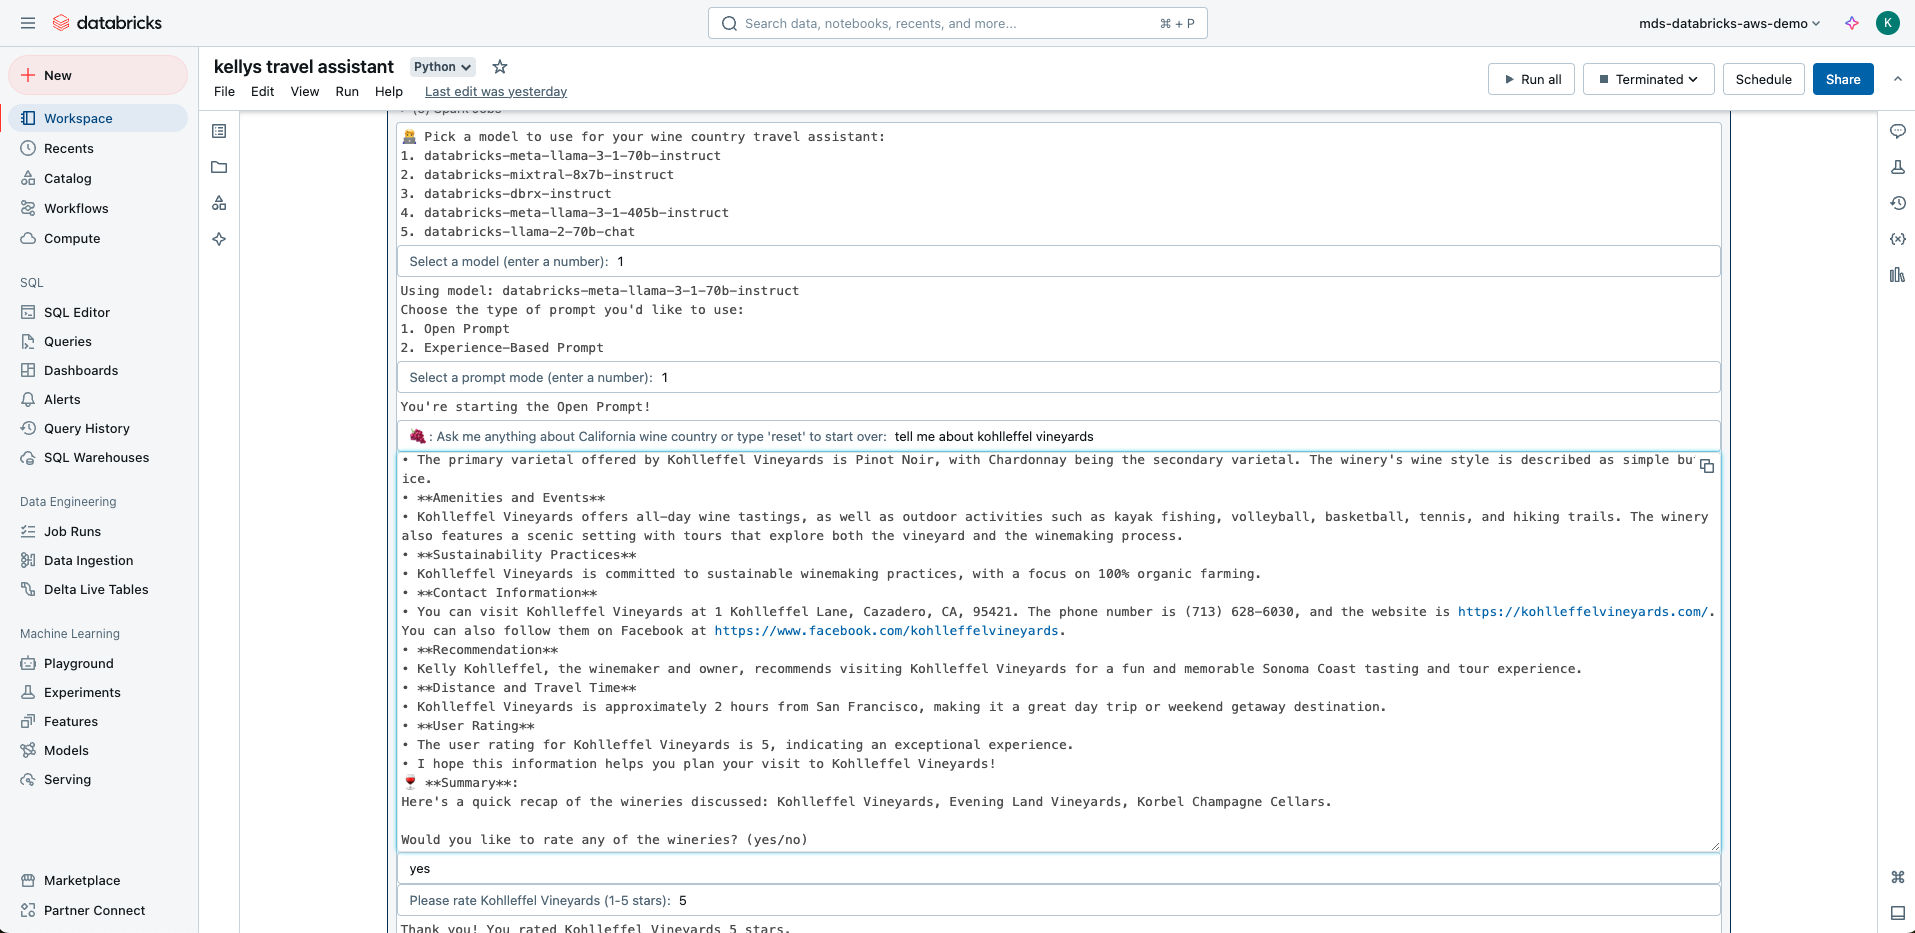 databricks
Search data, notebooks, recents, and more...
⌘ + P
mds-databricks-aws-demo
K
New
Workspace
Recents
Catalog
Workflows
Compute
SQL
SQL Editor
Queries
Dashboards
Alerts
Query History
SQL Warehouses
Data Engineering
Job Runs
Data Ingestion
Delta Live Tables
Machine Learning
Playground
Experiments
Features
Models
Serving
Marketplace
Partner Connect
kellys travel assistant
Python
File Edit View Run Help Last edit was yesterday
Run all
Terminated
Schedule
Share
Spark Jobs
Pick a model to use for your wine country travel assistant:
1. databricks-meta-llama-3-1-70b-instruct
2. databricks-mixtral-8x7b-instruct
3. databricks-dbrx-instruct
4. databricks-meta-llama-3-1-405b-instruct
5. databricks-llama-2-70b-chat
Select a model (enter a number): 1
Using model: databricks-meta-llama-3-1-70b-instruct
Choose the type of prompt you'd like to use:
1. Open Prompt
2. Experience-Based Prompt
Select a prompt mode (enter a number): 1
You're starting the Open Prompt!
: Ask me anything about California wine country or type 'reset' to start over: tell me about kohlleffel vineyards
• The primary varietal offered by Kohlleffel Vineyards is Pinot Noir, with Chardonnay being the secondary varietal. The winery's wine style is described as simple bu
ice.
• **Amenities and Events**
• Kohlleffel Vineyards offers all-day wine tastings, as well as outdoor activities such as kayak fishing, volleyball, basketball, tennis, and hiking trails. The winery
also features a scenic setting with tours that explore both the vineyard and the winemaking process.
• **Sustainability Practices**
• Kohlleffel Vineyards is committed to sustainable winemaking practices, with a focus on 100% organic farming.
• **Contact Information**
• You can visit Kohlleffel Vineyards at 1 Kohlleffel Lane, Cazadero, CA, 95421. The phone number is (713) 628-6030, and the website is https://kohlleffelvineyards.com/.
You can also follow them on Facebook at https://www.facebook.com/kohlleffelvineyards.
• **Recommendation**
• Kelly Kohlleffel, the winemaker and owner, recommends visiting Kohlleffel Vineyards for a fun and memorable Sonoma Coast tasting and tour experience.
• **Distance and Travel Time**
• Kohlleffel Vineyards is approximately 2 hours from San Francisco, making it a great day trip or weekend getaway destination.
• **User Rating**
• The user rating for Kohlleffel Vineyards is 5, indicating an exceptional experience.
• I hope this information helps you plan your visit to Kohlleffel Vineyards!
**Summary**:
Here's a quick recap of the wineries discussed: Kohlleffel Vineyards, Evening Land Vineyards, Korbel Champagne Cellars.
Would you like to rate any of the wineries? (yes/no)
yes
Please rate Kohlleffel Vineyards (1-5 stars): 5
Thank you! You rated Kohlleffel Vineyards 5 stars.